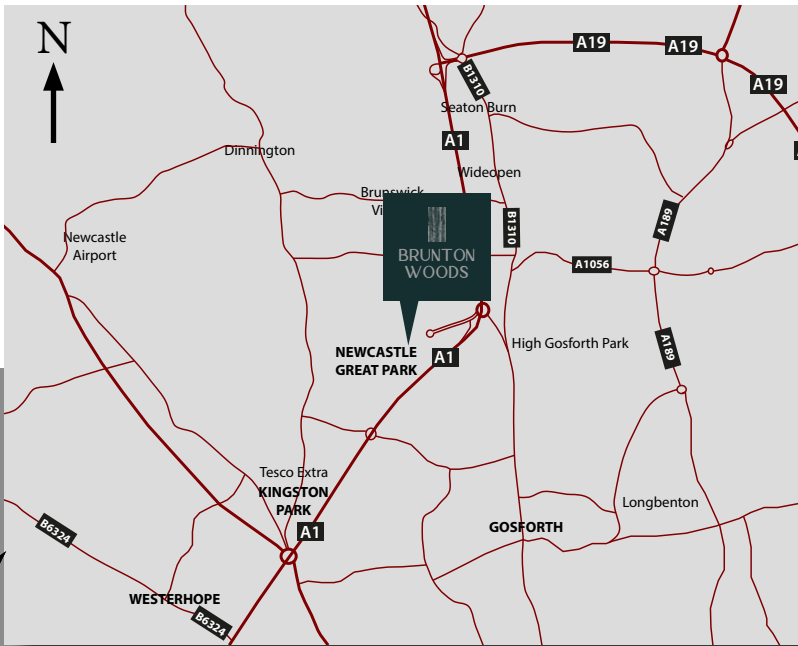 N
A19
A19
A19
B1310
Seaton Burn
A1
Dinnington
Wideopen
Brunswick
A189
B1310
Newcastle
Airport
BRUNTON
WOODS
A1056
High Gosforth Park
A189
NEWCASTLE
GREAT PARK
A1
Tesco Extra
KINGSTON
PARK
A1
Longbenton
GOSFORTH
B6324
WESTERHOPE
B6324